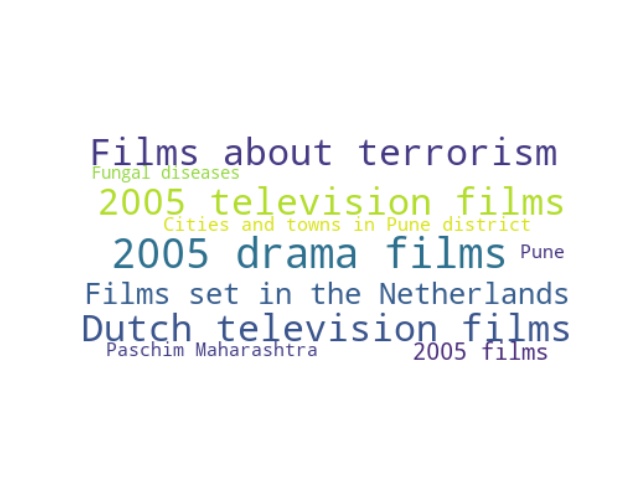 Films about terrorism
Fungal diseases
2005 television films
Cities and towns in Pune district
2005 drama films
Pune
Films set in the Netherlands
Dutch television films
Paschim Maharashtra
2005 films